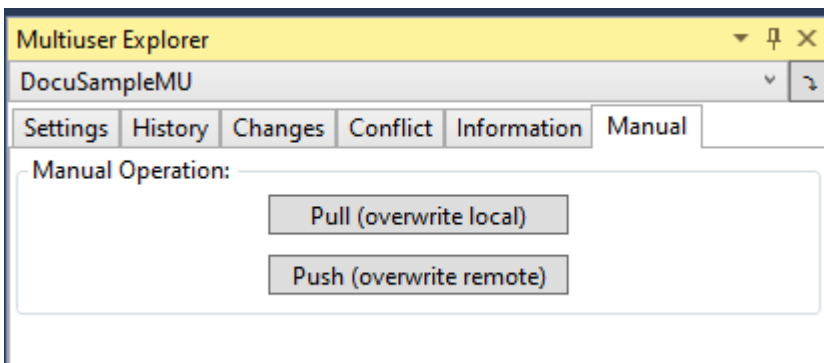 Multiuser Explorer
DocuSampleMU
Settings History Changes Conflict Information Manual
Manual Operation:
Pull (overwrite local)
Push (overwrite remote)